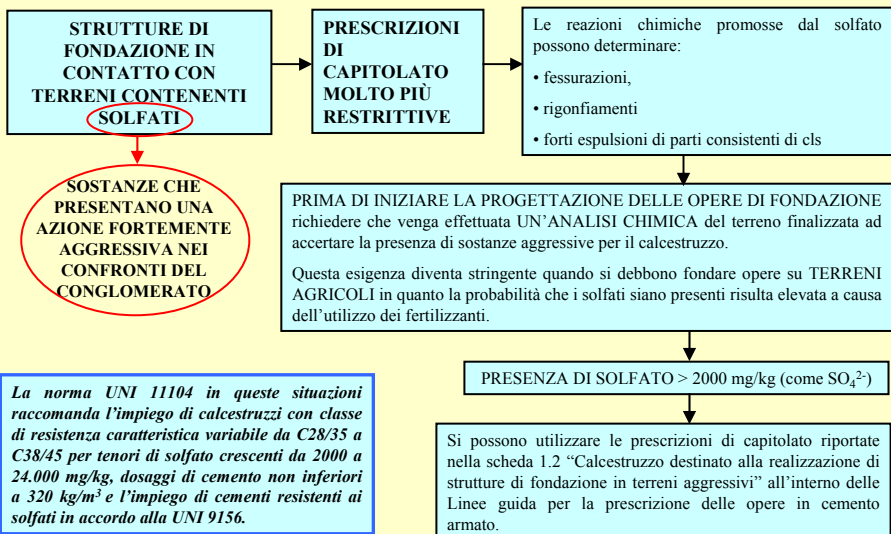 STRUTTURE DI
FONDAZIONE IN
CONTATTO CON
TERRENI CONTENENTI
SOLFATI
PRESCRIZIONI
DI
CAPITOLATO
MOLTO PIÙ
RESTRITTIVE
Le reazioni chimiche promosse dal solfato
possono determinare:
• fessurazioni,
• rigonfiamenti
• forti espulsioni di parti consistenti di cls
SOSTANZE CHE
PRESENTANO UNA
AZIONE FORTEMENTE
AGGRESSIVA NEI
CONFRONTI DEL
CONGLOMERATO
PRIMA DI INIZIARE LA PROGETTAZIONE DELLE OPERE DI FONDAZIONE
richiedere che venga effettuata UN'ANALISI CHIMICA del terreno finalizzata ad
accertare la presenza di sostanze aggressive per il calcestruzzo.
Questa esigenza diventa stringente quando si debbono fondare opere su TERRENI
AGRICOLI in quanto la probabilità che i solfati siano presenti risulta elevata a causa
dell'utilizzo dei fertilizzanti.
PRESENZA DI SOLFATO > 2000 mg/kg (come SO₄²⁻)
La norma UNI 11104 in queste situazioni
raccomanda l'impiego di calcestruzzi con classe
di resistenza caratteristica variabile da C28/35 a
C38/45 per tenori di solfato crescenti da 2000 a
24.000 mg/kg, dosaggi di cemento non inferiori
a 320 kg/m³ e l'impiego di cementi resistenti ai
solfati in accordo alla UNI 9156.
Si possono utilizzare le prescrizioni di capitolato riportate
nella scheda 1.2 "Calcestruzzo destinato alla realizzazione di
strutture di fondazione in terreni aggressivi" all'interno delle
Linee guida per la prescrizione delle opere in cemento
armato.